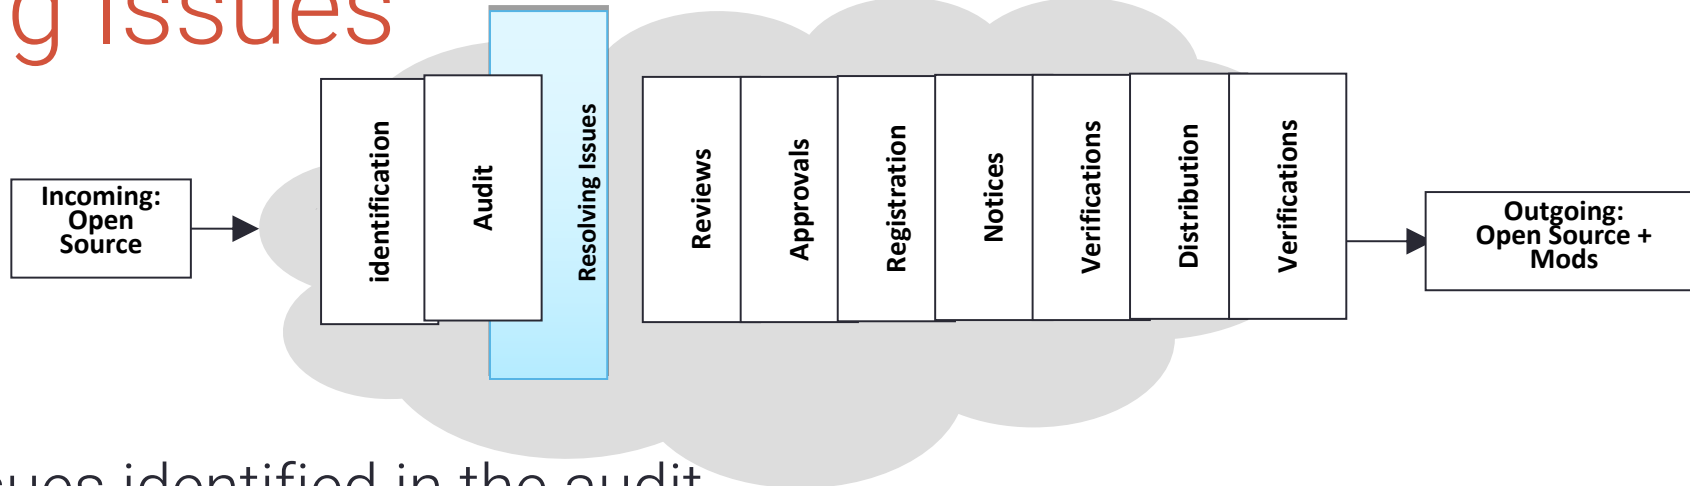 g Issues
Incoming:
Open
Source
identification
Audit
Resolving Issues
Reviews
Approvals
Registration
Notices
Verifications
Distribution
Verifications
Outgoing:
Open Source +
Mods
ues identified in the audit